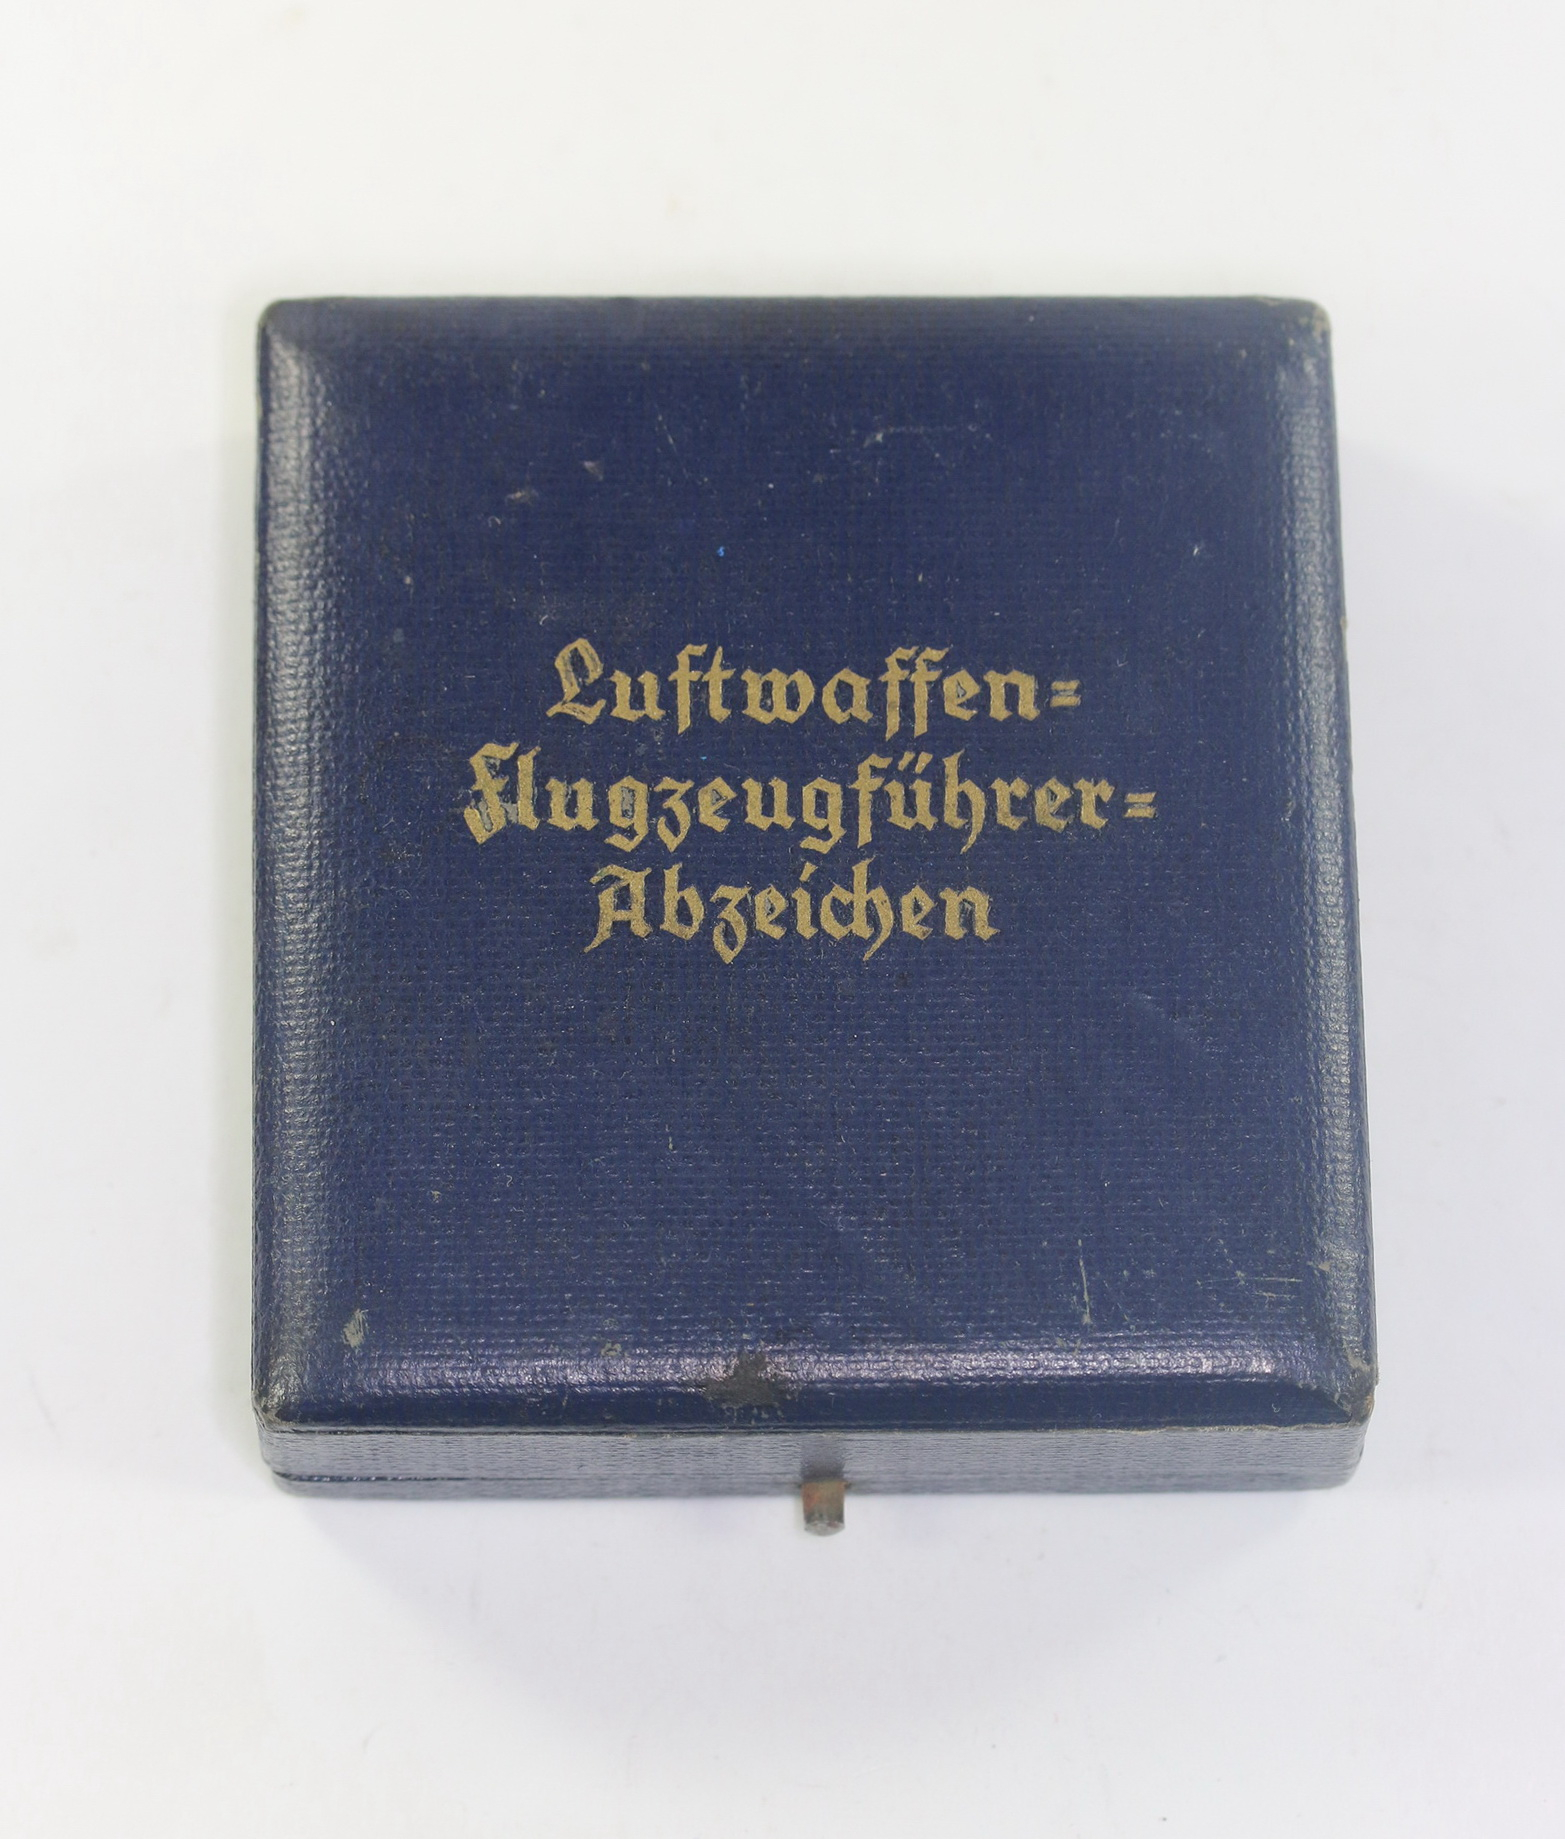 Luftwaffen=
Flugzeugführer=
Abzeichen